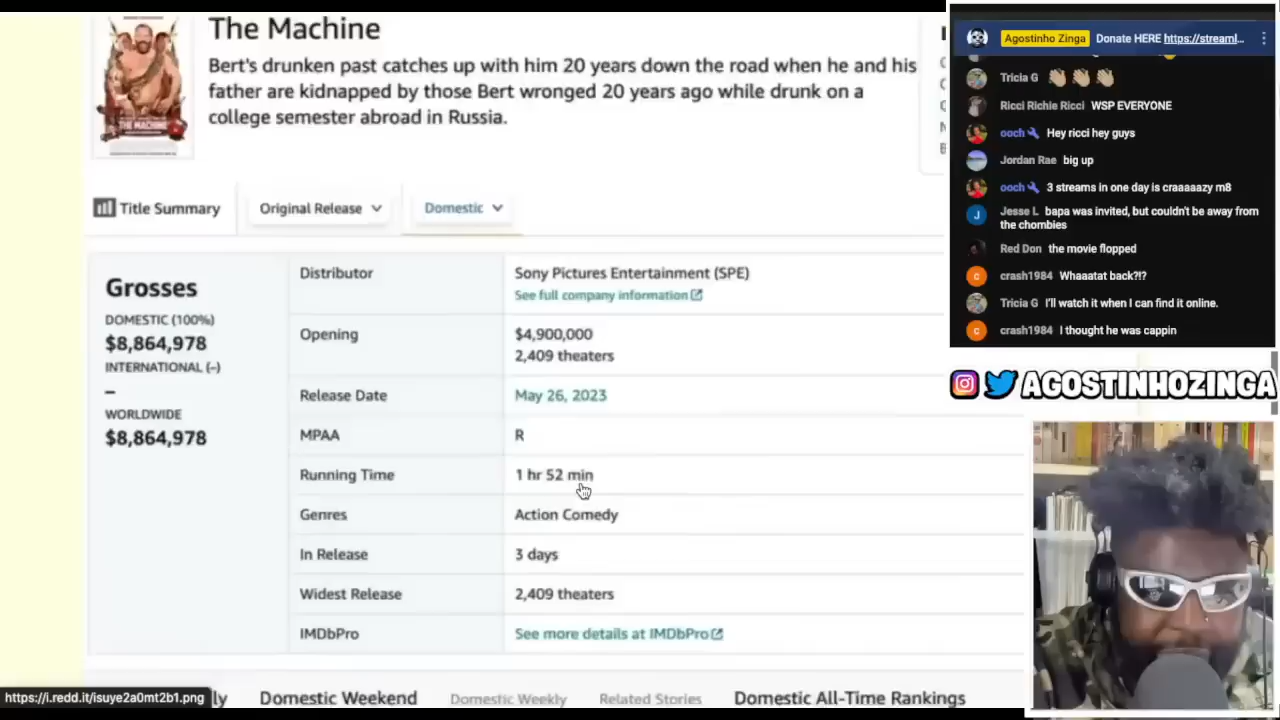 The Machine
Bert's drunken past catches up with him 20 years down the road when he and his
father are kidnapped by those Bert wronged 20 years ago while drunk on a
college semester abroad in Russia.
THE MACHINE
Title Summary
Original Release
Domestic
Grosses
DOMESTIC (100%)
$8,864,978
INTERNATIONAL (–)
–
WORLDWIDE
$8,864,978
Distributor
Sony Pictures Entertainment (SPE)
See full company information
Opening
$4,900,000
2,409 theaters
Release Date
May 26, 2023
MPAA
R
Running Time
1 hr 52 min
Genres
Action Comedy
In Release
3 days
Widest Release
2,409 theaters
IMDbPro
See more details at IMDbPro
https://i.redd.it/isuye2a0mt2b1.png
ly
Domestic Weekend
Domestic Weekly
Related Stories
Domestic All-Time Rankings
Agostinho Zinga Donate HERE https://streaml...
Tricia G
Ricci Richie Ricci WSP EVERYONE
ooch Hey ricci hey guys
Jordan Rae big up
ooch 3 streams in one day is craaaazy m8
Jesse L bapa was invited, but couldn't be away from
the chombies
Red Don the movie flopped
crash1984 Whaaatat back?!?
Tricia G I'll watch it when I can find it online.
crash1984 I thought he was cappin
AGOSTINHOZINGA